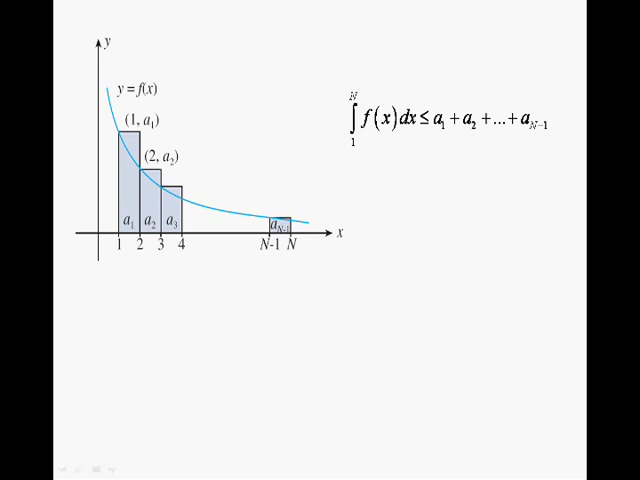 y
y = f(x)
(1, a₁)
(2, a₂)
a₁ a₂ a₃ aN-1
1 2 3 4 N-1 N x
∫₁ᴺ f(x)dx ≤ a₁ + a₂ + ... + aN−1